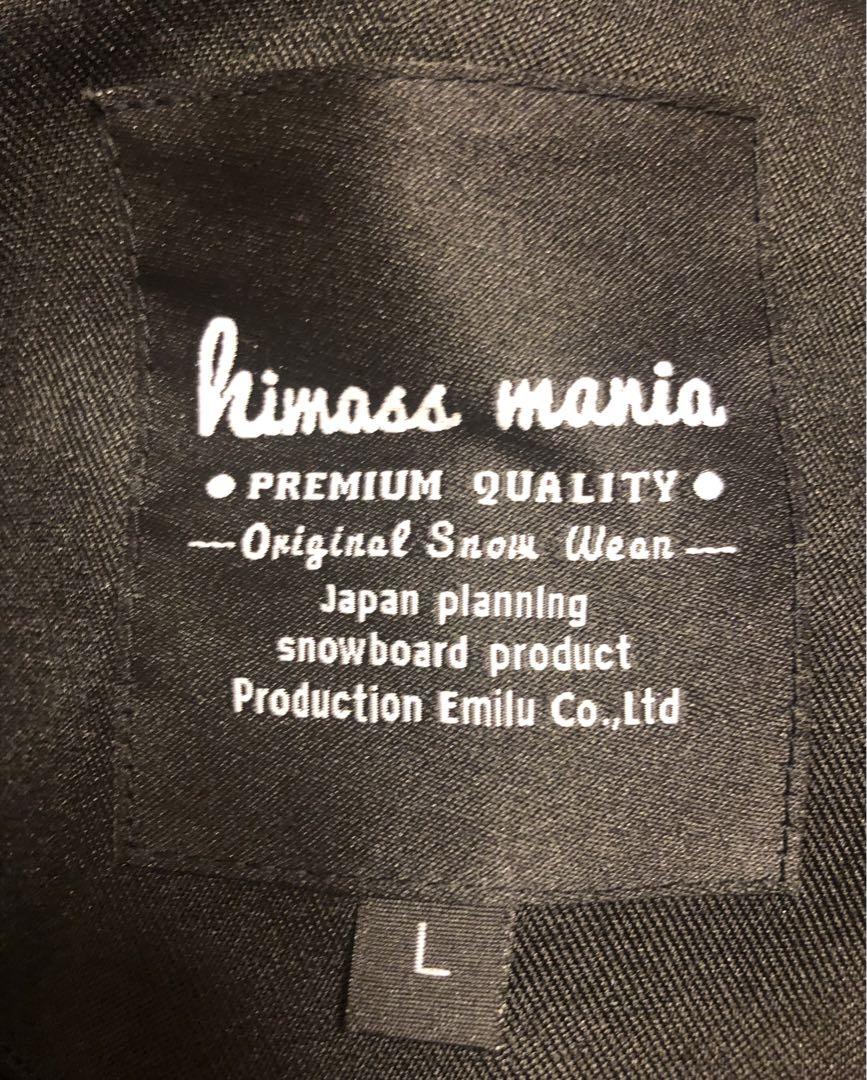 himass mania
• PREMIUM QUALITY •
—Original Snow Wear—
Japan planning
snowboard product
Production Emilu Co.,Ltd
L